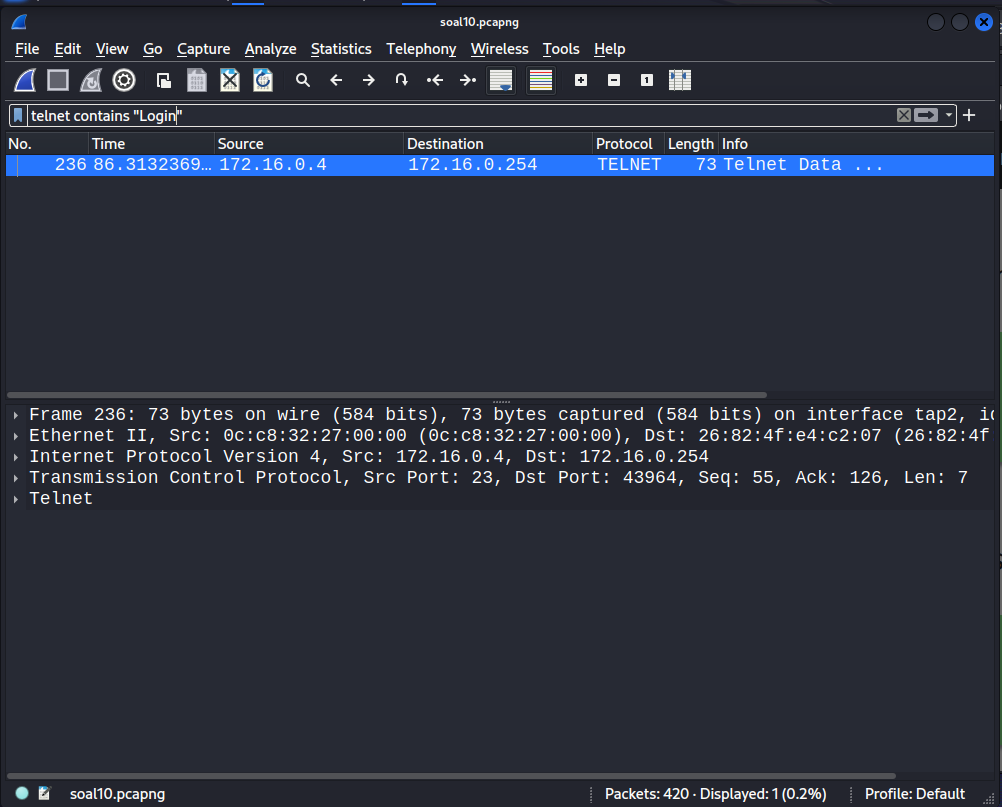 soal10.pcapng
File Edit View Go Capture Analyze Statistics Telephony Wireless Tools Help
telnet contains "Login"
No. Time Source Destination Protocol Length Info
236 86.3132369… 172.16.0.4 172.16.0.254 TELNET 73 Telnet Data ...
Frame 236: 73 bytes on wire (584 bits), 73 bytes captured (584 bits) on interface tap2,
Ethernet II, Src: 0c:c8:32:27:00:00 (0c:c8:32:27:00:00), Dst: 26:82:4f:e4:c2:07 (26:82:4f
Internet Protocol Version 4, Src: 172.16.0.4, Dst: 172.16.0.254
Transmission Control Protocol, Src Port: 23, Dst Port: 43964, Seq: 55, Ack: 126, Len: 7
Telnet
soal10.pcapng Packets: 420 · Displayed: 1 (0.2%) Profile: Default